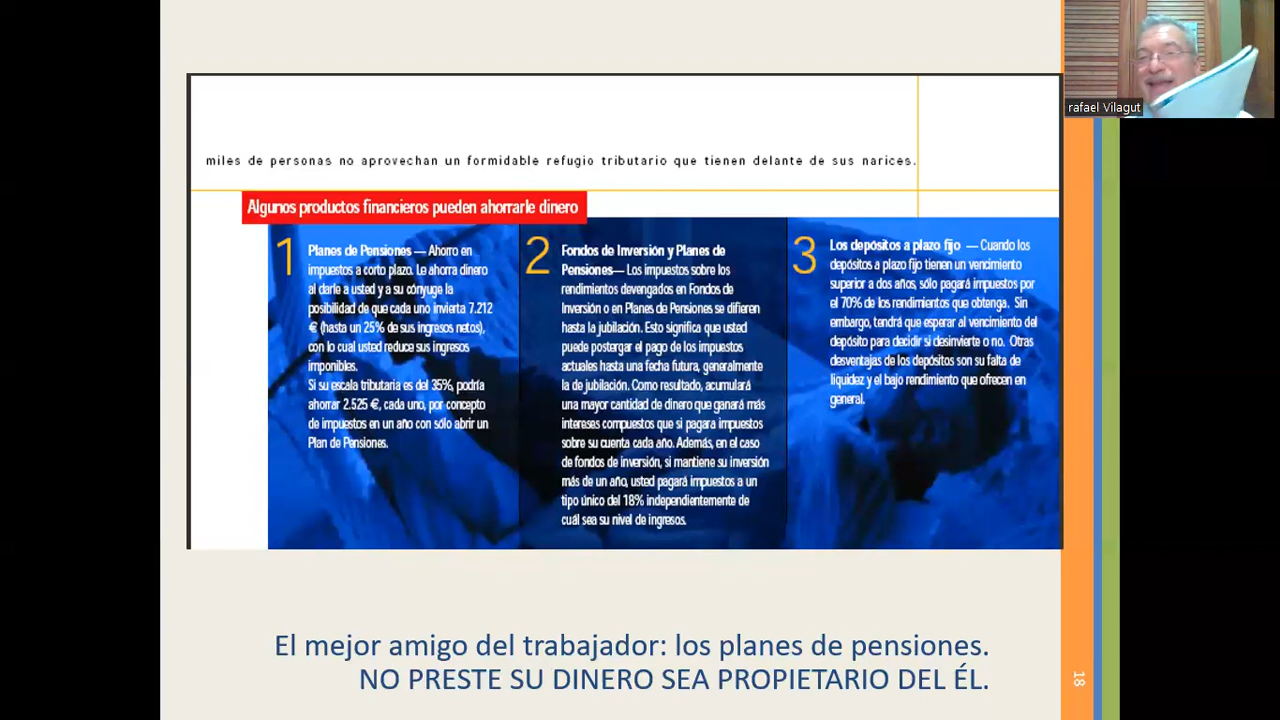 rafael Vilagut
miles de personas no aprovechan un formidable refugio tributario que tienen delante de sus narices.
Algunos productos financieros pueden ahorrarle dinero
1
Planes de Pensiones — Ahorro en
impuestos a corto plazo. Le ahorra dinero
al darle a usted y a su cónyuge la
posibilidad de que cada uno invierta 7.212
€ (hasta un 25% de sus ingresos netos),
con lo cual usted reduce sus ingresos
imponibles.
Si su escala tributaria es del 35%, podría
ahorrar 2.525 €, cada uno, por concepto
de impuestos en un año con sólo abrir un
Plan de Pensiones.
2
Fondos de Inversión y Planes de
Pensiones— Los impuestos sobre los
rendimientos devengados en Fondos de
Inversión o en Planes de Pensiones se difieren
hasta la jubilación. Esto significa que usted
puede postergar el pago de los impuestos
actuales hasta una fecha futura, generalmente
la de jubilación. Como resultado, acumulará
una mayor cantidad de dinero que ganará más
intereses compuestos que si pagara impuestos
sobre su cuenta cada año. Además, en el caso
de fondos de inversión, si mantiene su inversión
más de un año, usted pagará impuestos a un
tipo único del 18% independientemente de
cuál sea su nivel de ingresos.
3
Los depósitos a plazo fijo — Cuando los
depósitos a plazo fijo tienen un vencimiento
superior a dos años, sólo pagará impuestos por
el 70% de los rendimientos que obtenga. Sin
embargo, tendrá que esperar al vencimiento del
depósito para decidir si desinvierte o no. Otras
desventajas de los depósitos son su falta de
liquidez y el bajo rendimiento que ofrecen en
general.
El mejor amigo del trabajador: los planes de pensiones.
NO PRESTE SU DINERO SEA PROPIETARIO DEL ÉL.
18